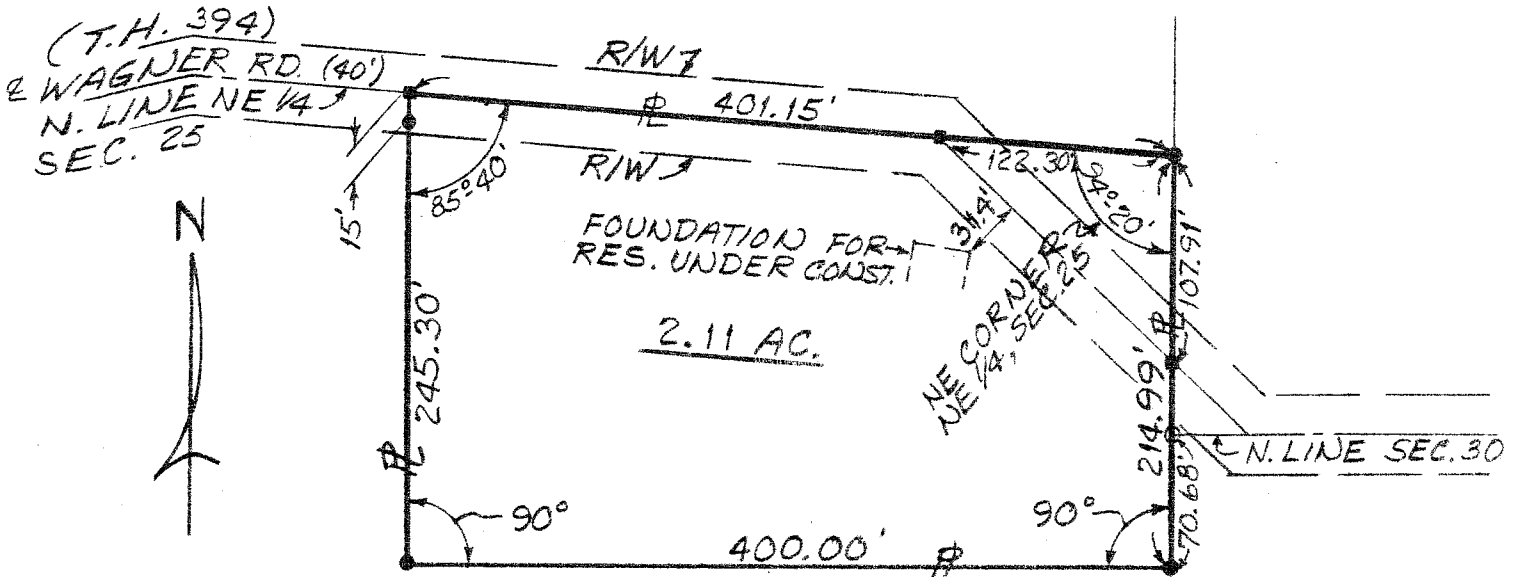 (T.H. 394)
℄ WAGNER RD. (40')
N. LINE NE 1/4
SEC. 25
R/W
℄ 401.15'
R/W
122.30
94°20'
85°40'
15'
N
31.4'
FOUNDATION FOR
RES. UNDER CONST.
NE CORNER
NE 1/4, SEC. 25
107.91'
℄
2.11 AC.
245.30'
℄
214.99'
N. LINE SEC. 30
70.68'
90°
90°
400.00'
℄